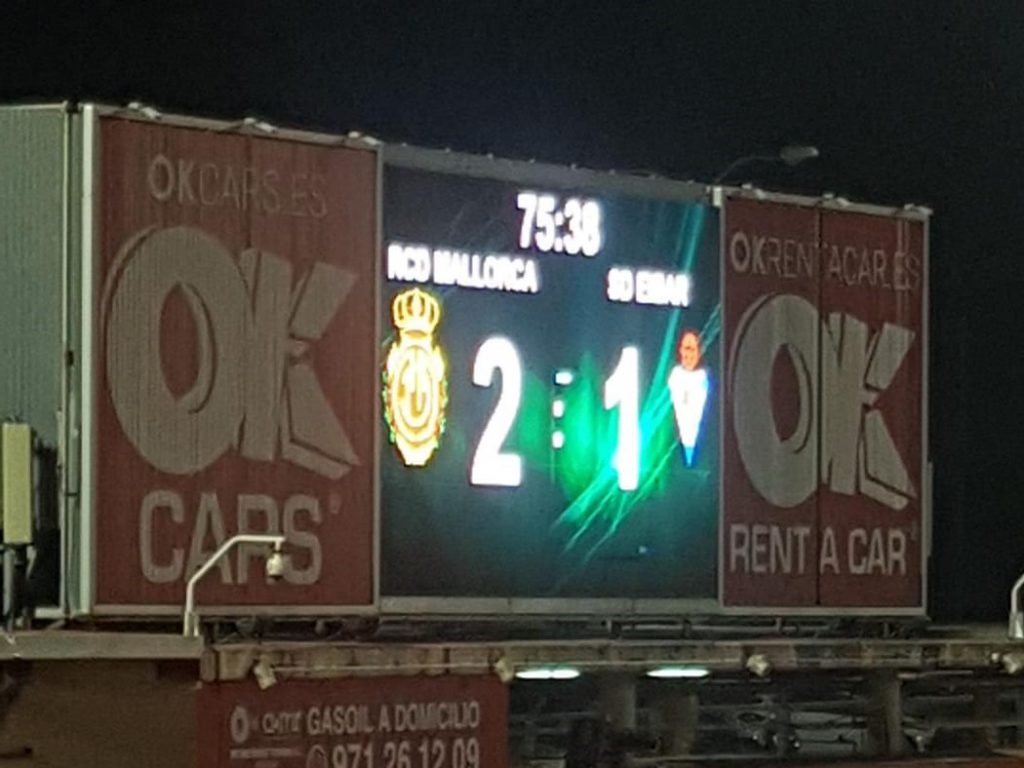 OKCARS.ES
OK
CARS
75:38
RCD MALLORCA
SD EIBAR
2 : 1
OKRENTACAR.ES
OK
RENT A CAR
GASOIL A DOMICILIO
971 26 12 09